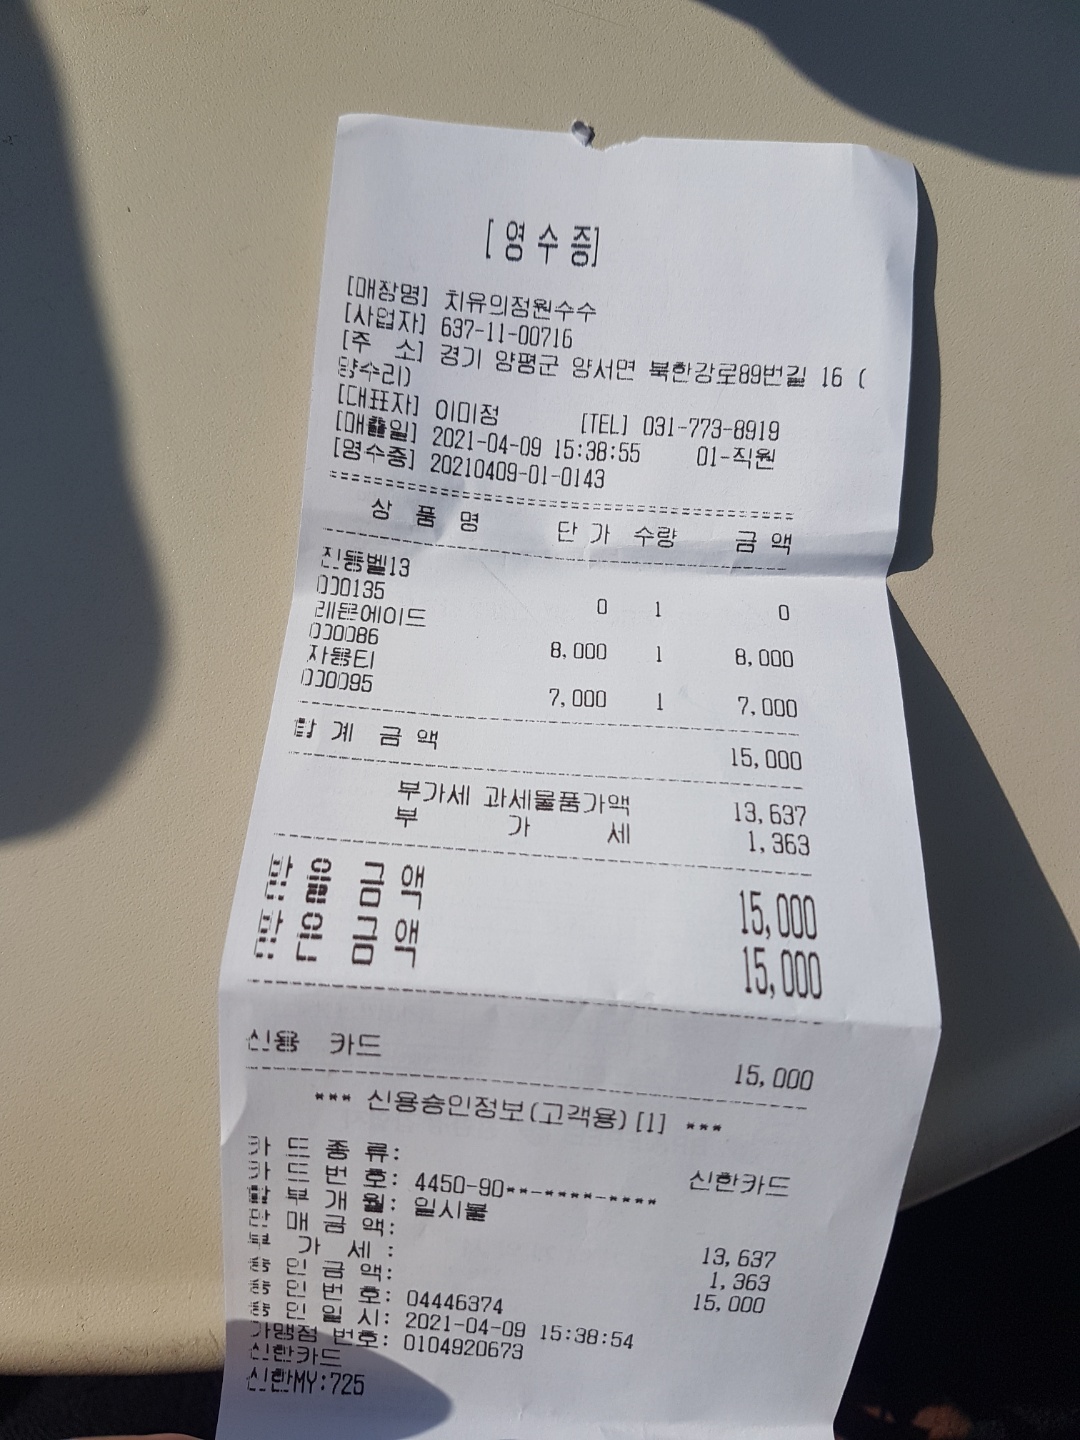 [영수증]
[매장명] 치유의정원수수
[사업자] 637-11-00716
[주 소] 경기 양평군 양서면 북한강로89번길 16 (
양수리)
[대표자] 이미정 [TEL] 031-773-8919
[매출일] 2021-04-09 15:38:55 01-직원
[영수증] 20210409-01-0143
상 품 명 단 가 수량 금 액
진동벨13
000135 0 1 0
레몬에이드
000086 8,000 1 8,000
자몽티
000095 7,000 1 7,000
합 계 금 액 15,000
부가세 과세물품가액 13,637
부 가 세 1,363
받 을 금 액 15,000
받 은 금 액 15,000
신용 카드 15,000
*** 신용승인정보(고객용) [1] ***
카 드 종 류: 신한카드
카 드 번 호: 4450-90**-****-****
할 부 개 월: 일시불
판 매 금 액: 13,637
부 가 세 : 1,363
승 인 금 액: 15,000
승 인 번 호: 04446374
승 인 일 시: 2021-04-09 15:38:54
가맹점 번호: 0104920673
신한카드
신한MY:725